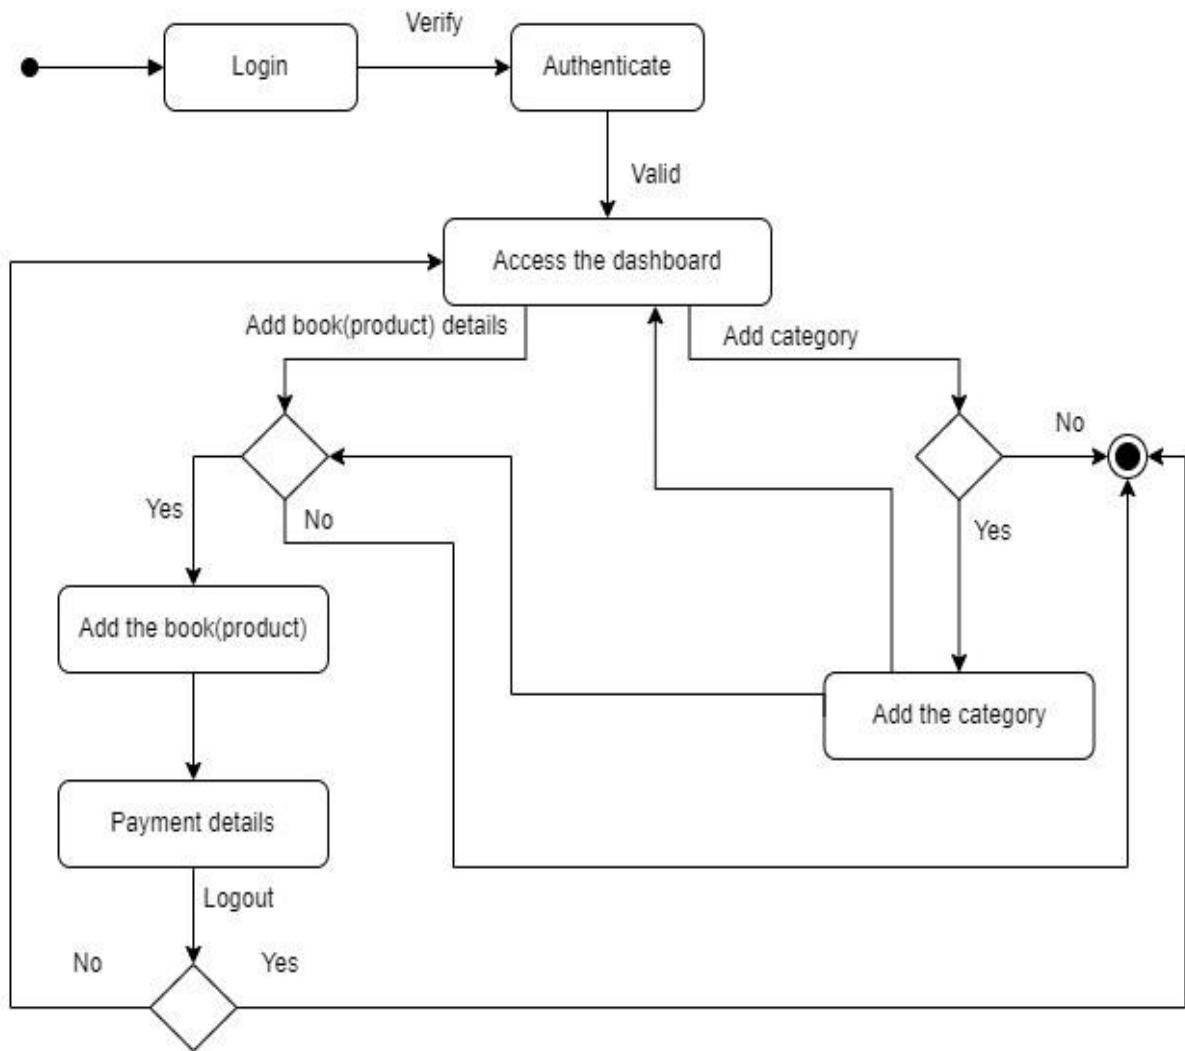 Verify
Login
Authenticate
Valid
Access the dashboard
Add book(product) details
Add category
No
Yes
No
Yes
Add the book(product)
Add the category
Payment details
Logout
No
Yes